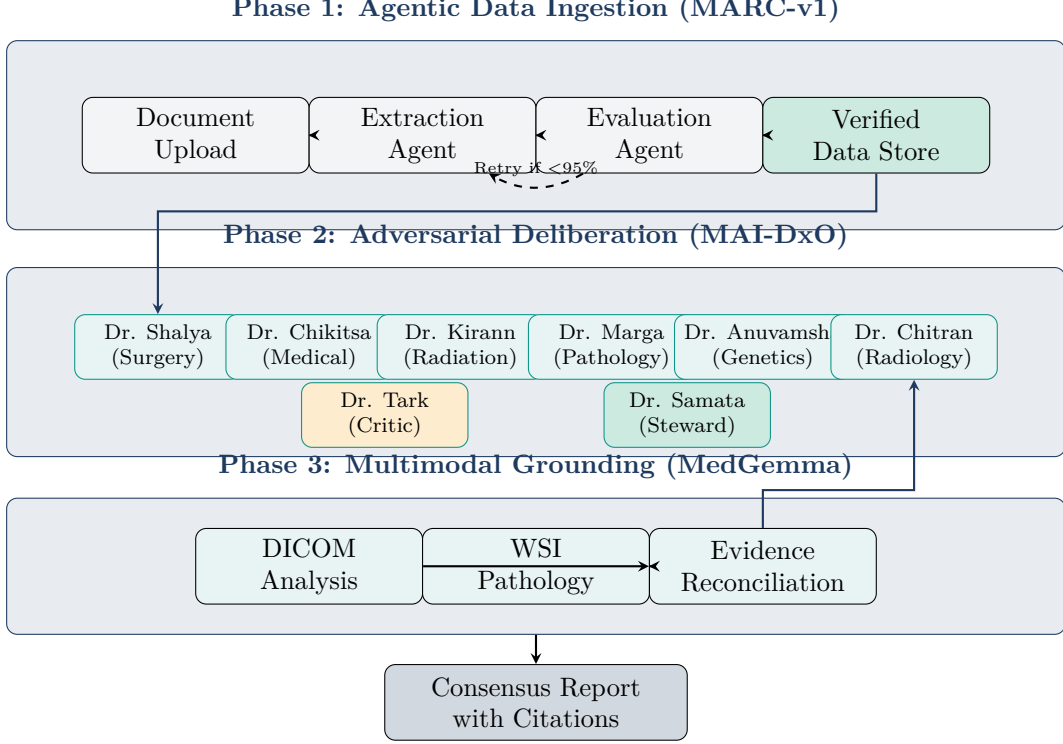 Phase 1: Agentic Data Ingestion (MARC-v1)
Document
Upload
Extraction
Agent
Evaluation
Agent
Verified
Data Store
Retry if <95%
Phase 2: Adversarial Deliberation (MAI-DxO)
Dr. Shalya
(Surgery)
Dr. Chikitsa
(Medical)
Dr. Kirann
(Radiation)
Dr. Marga
(Pathology)
Dr. Anuvamsh
(Genetics)
Dr. Chitran
(Radiology)
Dr. Tark
(Critic)
Dr. Samata
(Steward)
Phase 3: Multimodal Grounding (MedGemma)
DICOM
Analysis
WSI
Pathology
Evidence
Reconciliation
Consensus Report
with Citations